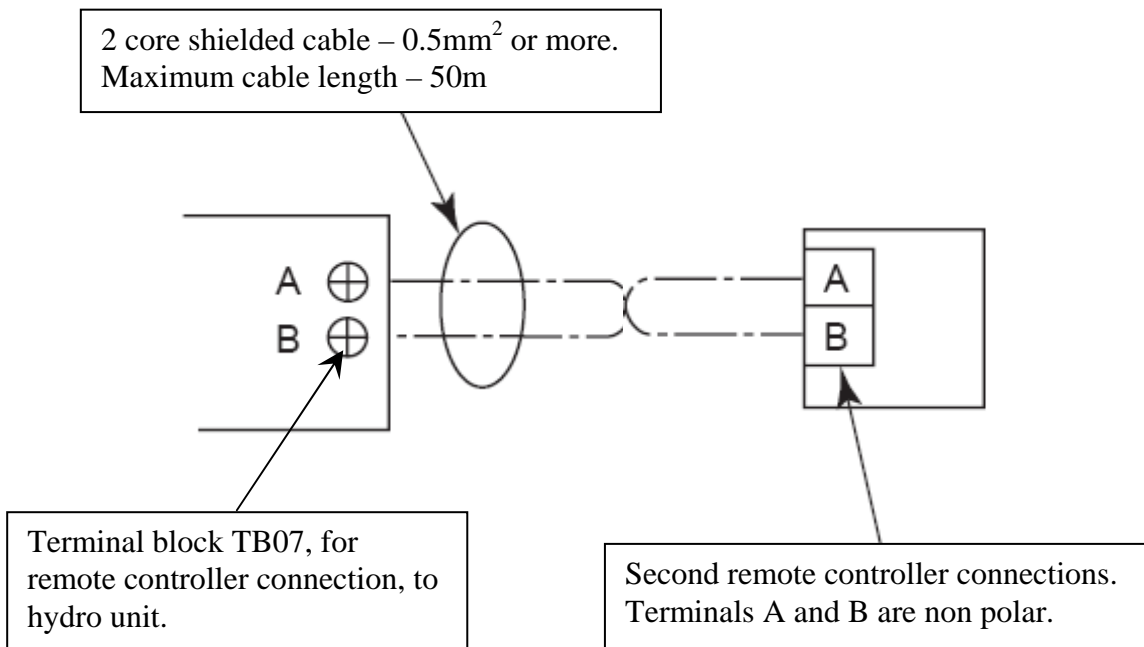 2 core shielded cable – 0.5mm² or more.
Maximum cable length – 50m
A
B
A
B
Terminal block TB07, for
remote controller connection, to
hydro unit.
Second remote controller connections.
Terminals A and B are non polar.